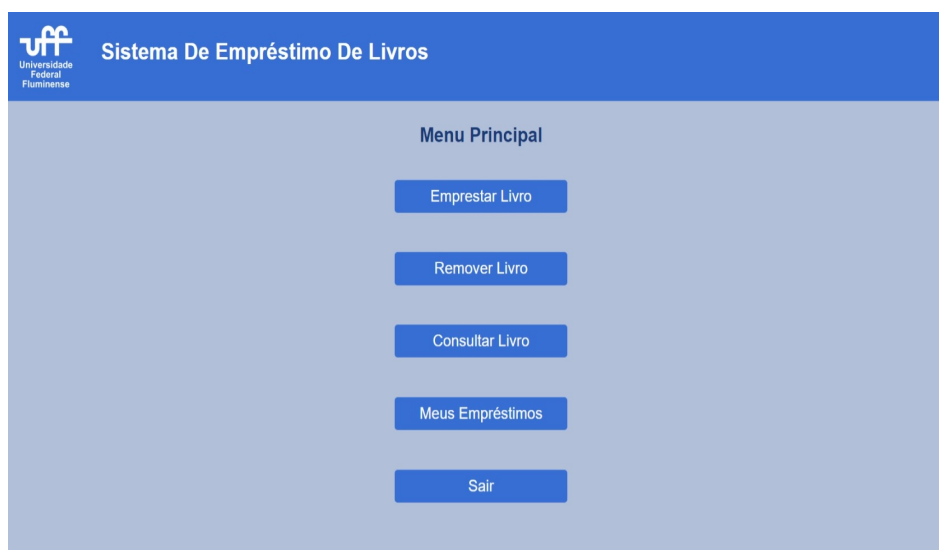 uff
Universidade
Federal
Fluminense
Sistema De Empréstimo De Livros
Menu Principal
Emprestar Livro
Remover Livro
Consultar Livro
Meus Empréstimos
Sair